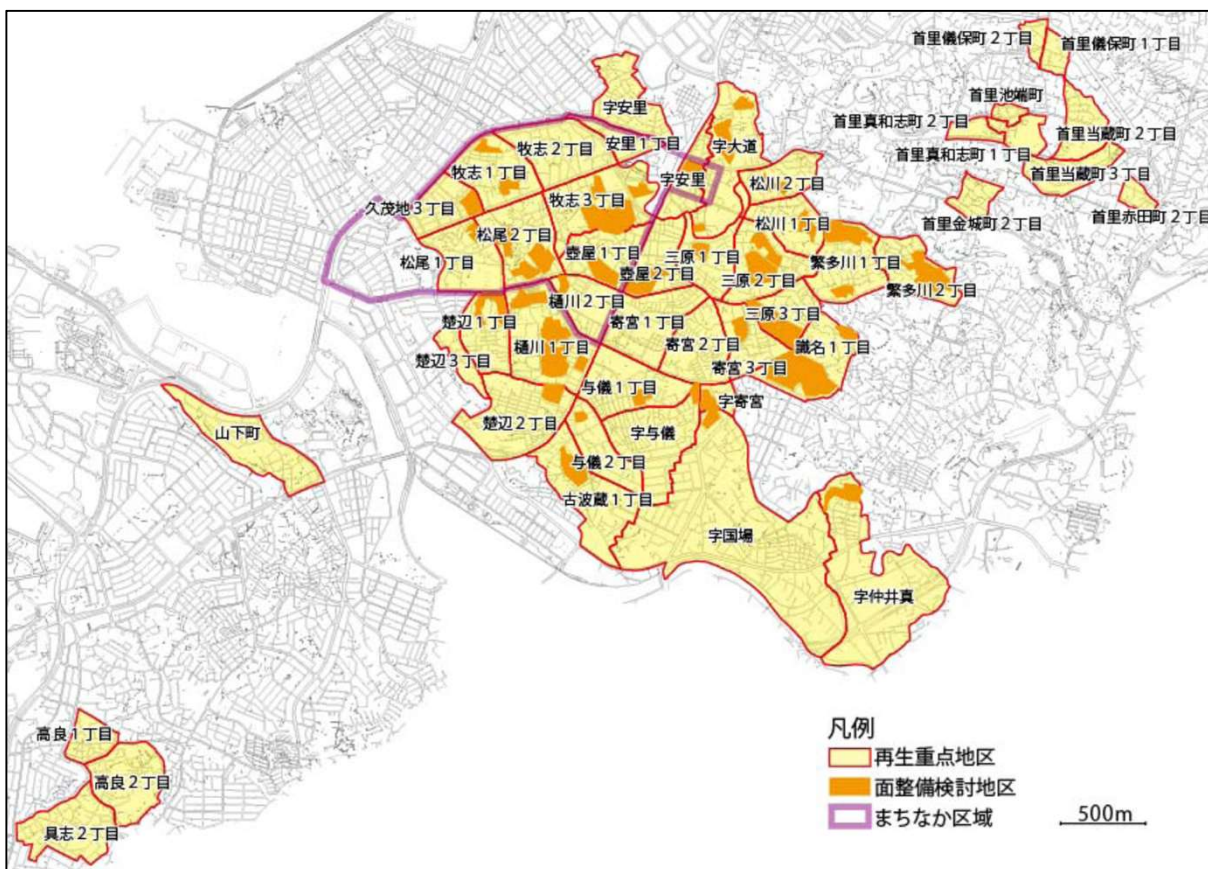 首里儀保町2丁目
首里儀保町1丁目
首里池端町
首里真和志町2丁目
首里当蔵町2丁目
首里真和志町1丁目
首里当蔵町3丁目
首里金城町2丁目
首里赤田町2丁目
字安里
牧志2丁目
安里1丁目
字大道
牧志1丁目
字安里
松川2丁目
久茂地3丁目
牧志3丁目
松川1丁目
松尾2丁目
松尾1丁目
壺屋1丁目
三原1丁目
繁多川1丁目
壺屋2丁目
三原2丁目
繁多川2丁目
樋川2丁目
楚辺1丁目
寄宮1丁目
三原3丁目
樋川1丁目
寄宮2丁目
識名1丁目
楚辺3丁目
寄宮3丁目
与儀1丁目
字寄宮
楚辺2丁目
字与儀
山下町
与儀2丁目
古波蔵1丁目
字国場
字仲井真
高良1丁目
高良2丁目
具志2丁目
凡例
再生重点地区
面整備検討地区
まちなか区域
500m